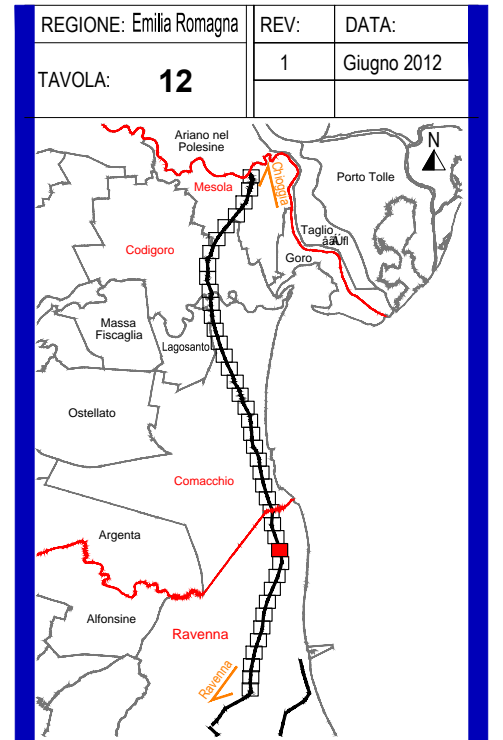 REGIONE: Emilia Romagna
REV:
DATA:
TAVOLA: 12
1
Giugno 2012
N
Ariano nel
Polesine
Mesola
Chioggia
Porto Tolle
Codigoro
Taglio
Goro
Massa
Fiscaglia
Lagosanto
Ostellato
Comacchio
Argenta
Alfonsine
Ravenna
Ravenna